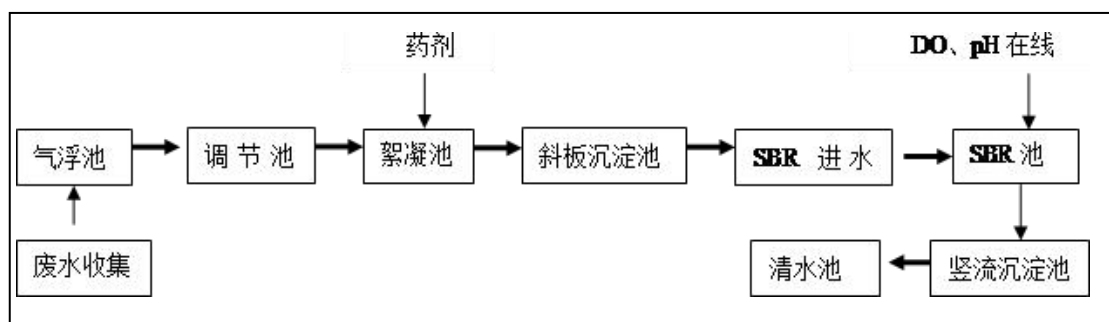 药剂
DO、pH 在线
气浮池
调 节 池
絮凝池
斜板沉淀池
SBR 进 水
SBR 池
废水收集
清水池
竖流沉淀池